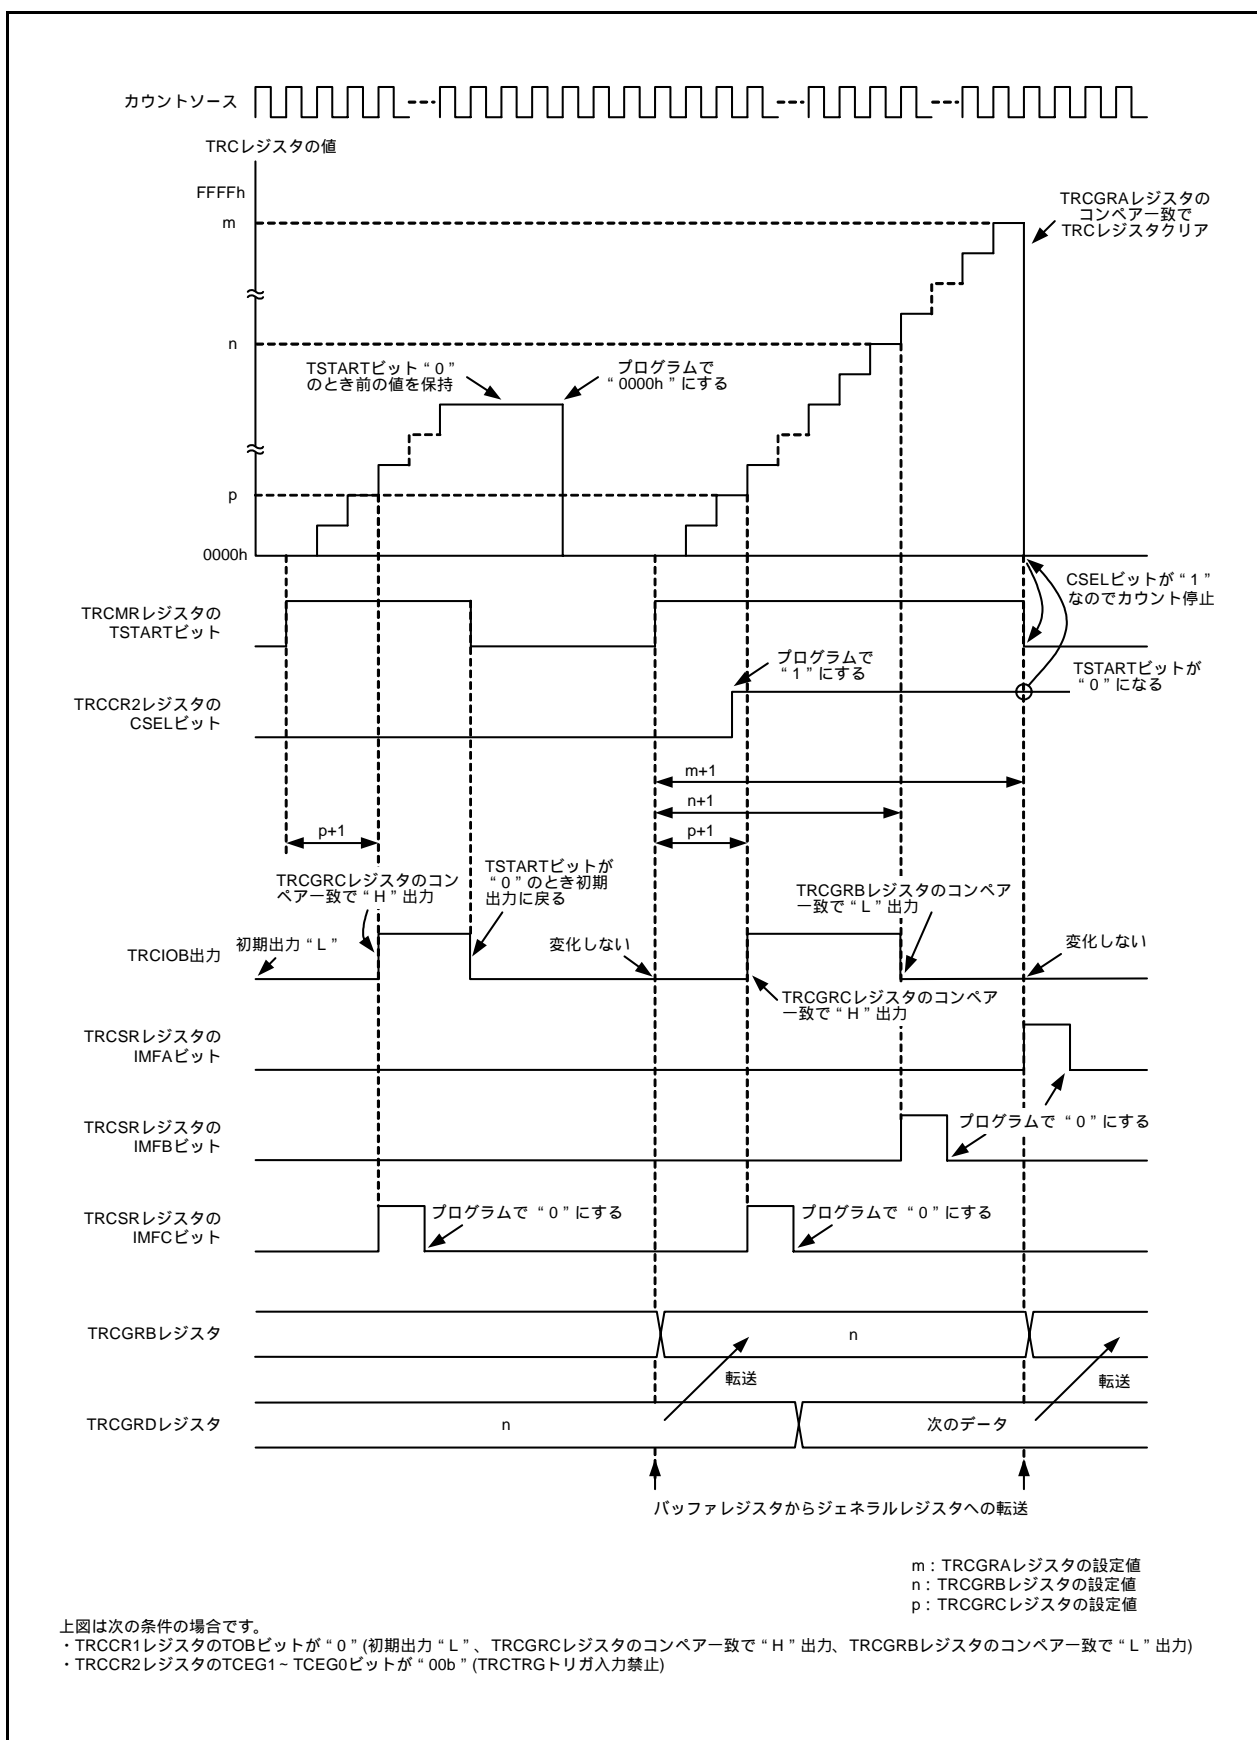 カウントソース
TRCレジスタの値
FFFFh
m
TRCGRAレジスタの
コンペア一致で
TRCレジスタクリア
n
TSTARTビット“0”
のとき前の値を保持
プログラムで
“0000h”にする
p
0000h
TRCMRレジスタの
TSTARTビット
CSELビットが“1”
なのでカウント停止
プログラムで
“1”にする
TSTARTビットが
“0”になる
TRCCR2レジスタの
CSELビット
m+1
n+1
p+1
p+1
TRCGRCレジスタのコン
ペア一致で“H”出力
TSTARTビットが
“0”のとき初期
出力に戻る
TRCGRBレジスタのコンペア
一致で“L”出力
TRCIOB出力
初期出力“L”
変化しない
変化しない
TRCGRCレジスタのコンペア
一致で“H”出力
TRCSRレジスタの
IMFAビット
プログラムで“0”にする
TRCSRレジスタの
IMFBビット
TRCSRレジスタの
IMFCビット
プログラムで“0”にする
プログラムで“0”にする
TRCGRBレジスタ
n
転送
転送
TRCGRDレジスタ
n
次のデータ
バッファレジスタからジェネラルレジスタへの転送
m：TRCGRAレジスタの設定値
n：TRCGRBレジスタの設定値
p：TRCGRCレジスタの設定値
上図は次の条件の場合です。
・TRCCR1レジスタのTOBビットが“0”(初期出力“L”、TRCGRCレジスタのコンペア一致で“H”出力、TRCGRBレジスタのコンペア一致で“L”出力)
・TRCCR2レジスタのTCEG1～TCEG0ビットが“00b”(TRCTRGトリガ入力禁止)